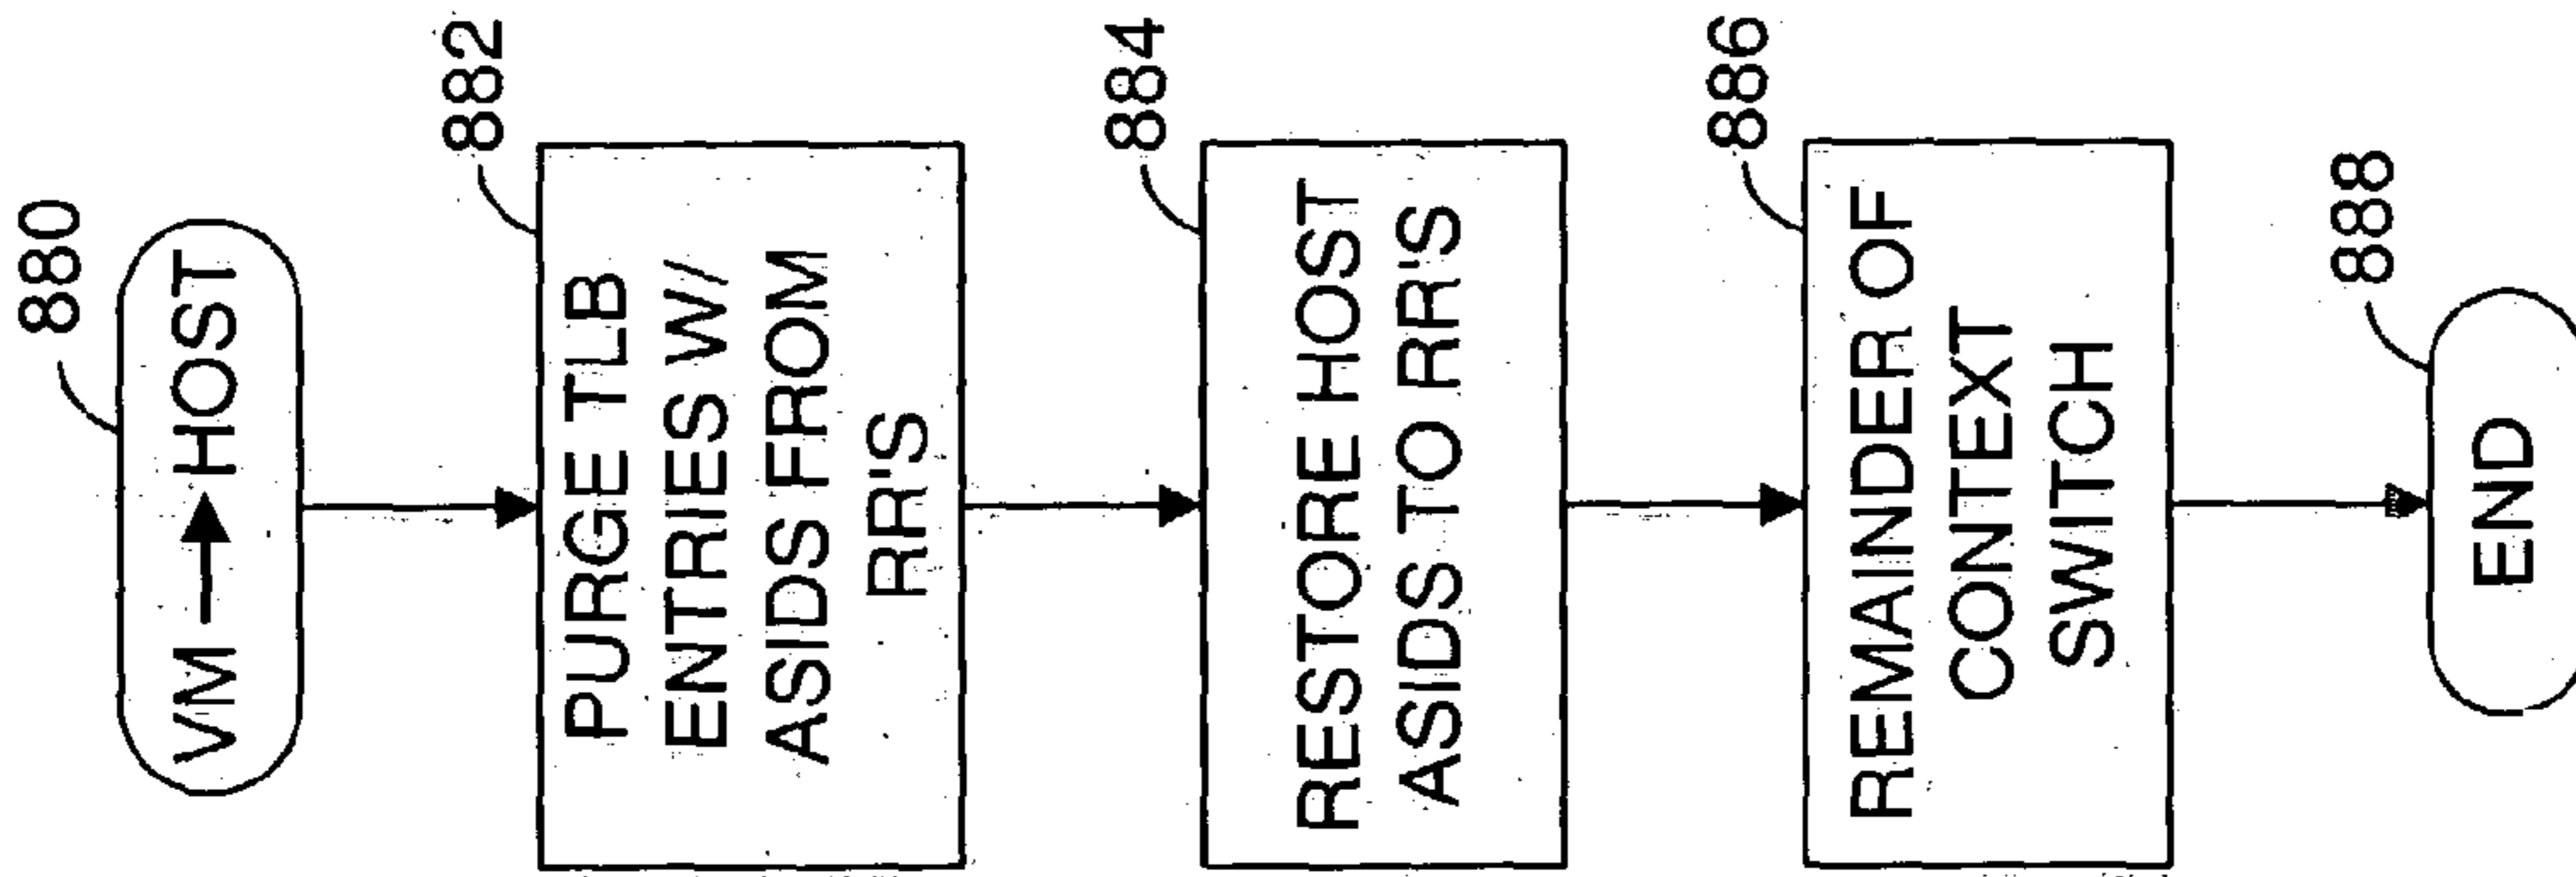 880
VM → HOST
882
PURGE TLB
ENTRIES W/
ASIDS FROM
RR'S
884
RESTORE HOST
ASIDS TO RR'S
886
REMAINDER OF
CONTEXT
SWITCH
888
END